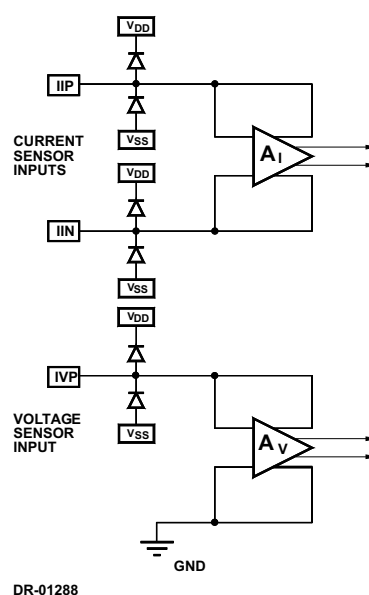 VDD
IIP
CURRENT
SENSOR
INPUTS
VSS
VDD
AI
IIN
VSS
VDD
IVP
VOLTAGE
SENSOR
INPUT
VSS
AV
GND
DR-01288